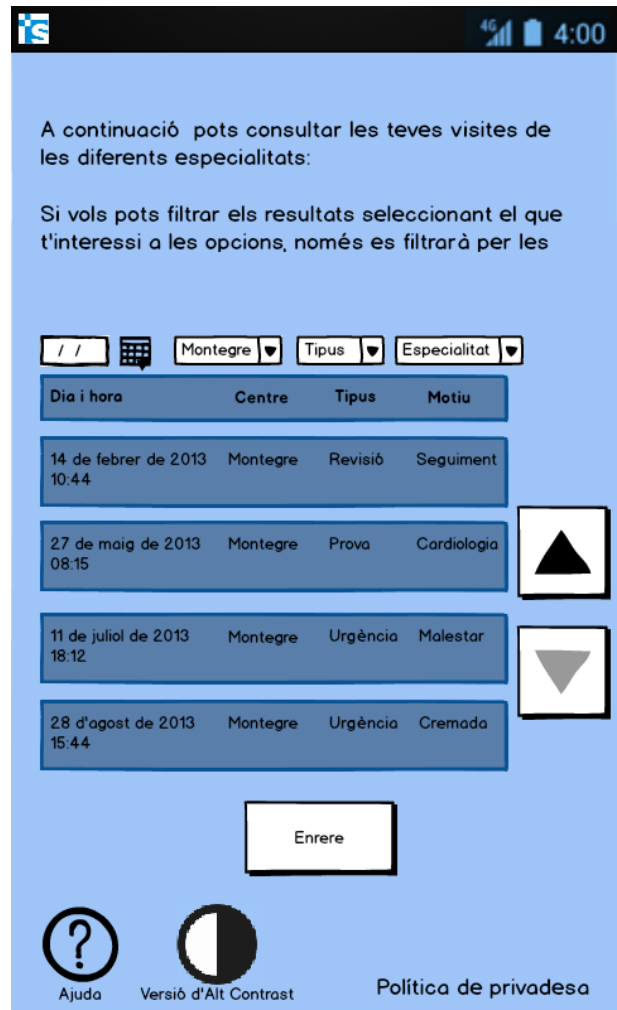 is 4G 4:00
A continuació pots consultar les teves visites de
les diferents especialitats:
Si vols pots filtrar els resultats seleccionant el que
t'interessi a les opcions, només es filtrarà per les
/ / Montegre Tipus Especialitat
Dia i hora Centre Tipus Motiu
14 de febrer de 2013 Montegre Revisió Seguiment
10:44
27 de maig de 2013 Montegre Prova Cardiologia
08:15
11 de juliol de 2013 Montegre Urgència Malestar
18:12
28 d'agost de 2013 Montegre Urgència Cremada
15:44
Enrere
?
Ajuda Versió d'Alt Contrast Política de privadesa